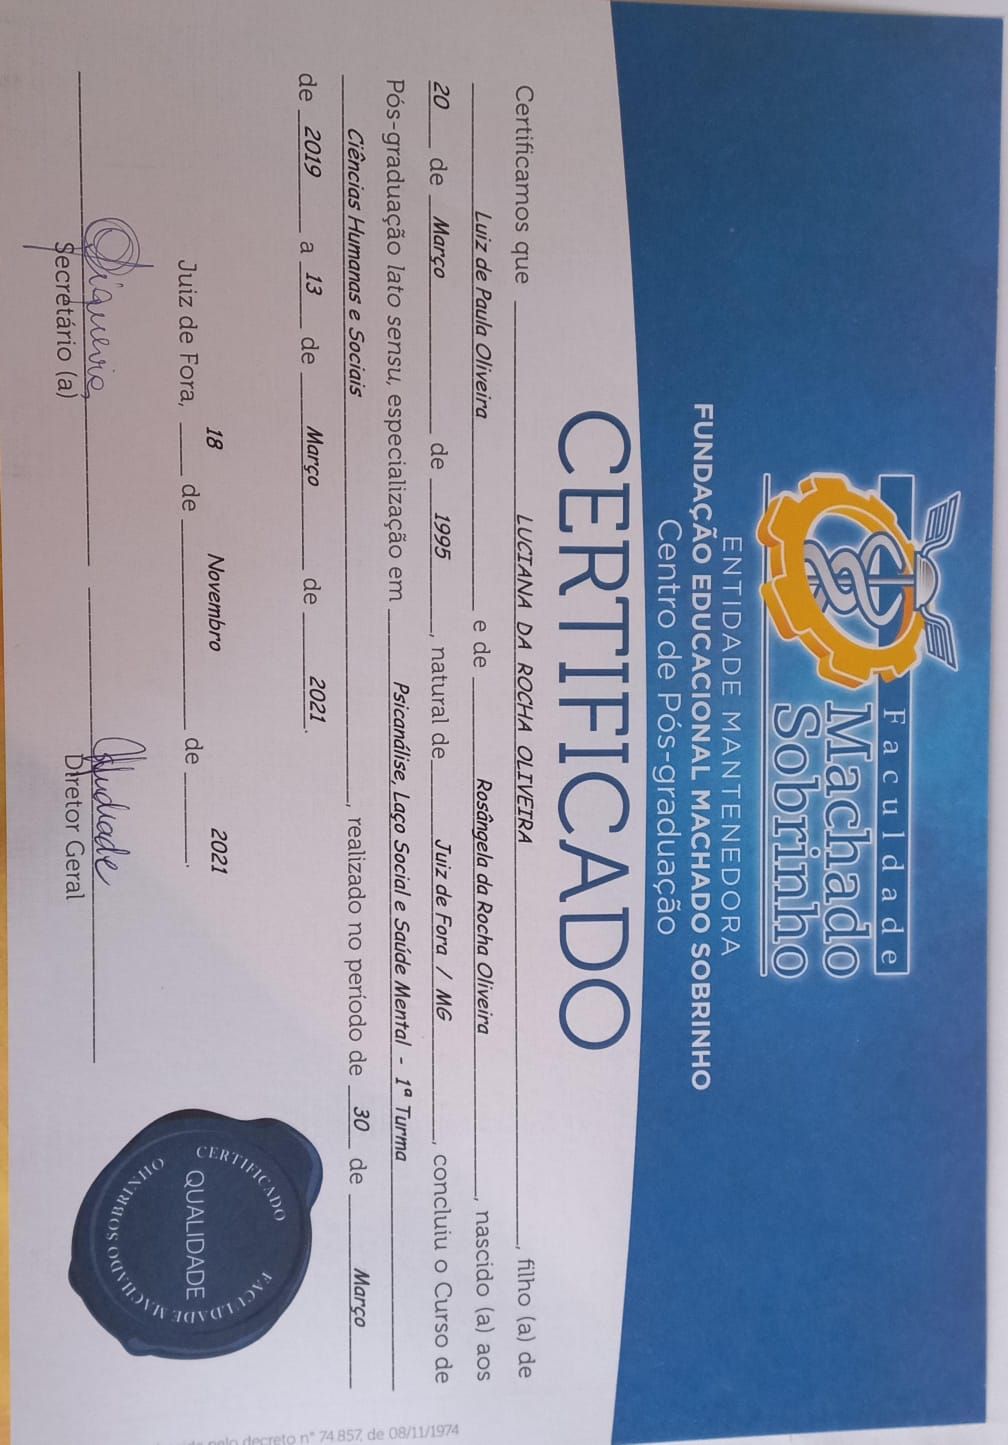 Faculdade
Machado
Sobrinho
ENTIDADE MANTENEDORA
FUNDAÇÃO EDUCACIONAL MACHADO SOBRINHO
Centro de Pós-graduação
CERTIFICADO
Certificamos que LUCIANA DA ROCHA OLIVEIRA, filho (a) de
Luiz de Paula Oliveira e de Rosângela da Rocha Oliveira, nascido (a) aos
20 de Março de 1995, natural de Juiz de Fora / MG, concluiu o Curso de
Pós-graduação lato sensu, especialização em Psicanálise, Laço Social e Saúde Mental - 1ª Turma
Ciências Humanas e Sociais, realizado no período de 30 de Março
de 2019 a 13 de Março de 2021.
Juiz de Fora, 18 de Novembro de 2021.
Secretário (a)
Diretor Geral
CERTIFICADO
QUALIDADE
FACULDADE MACHADO SOBRINHO
pelo decreto nº 74.857, de 08/11/1974